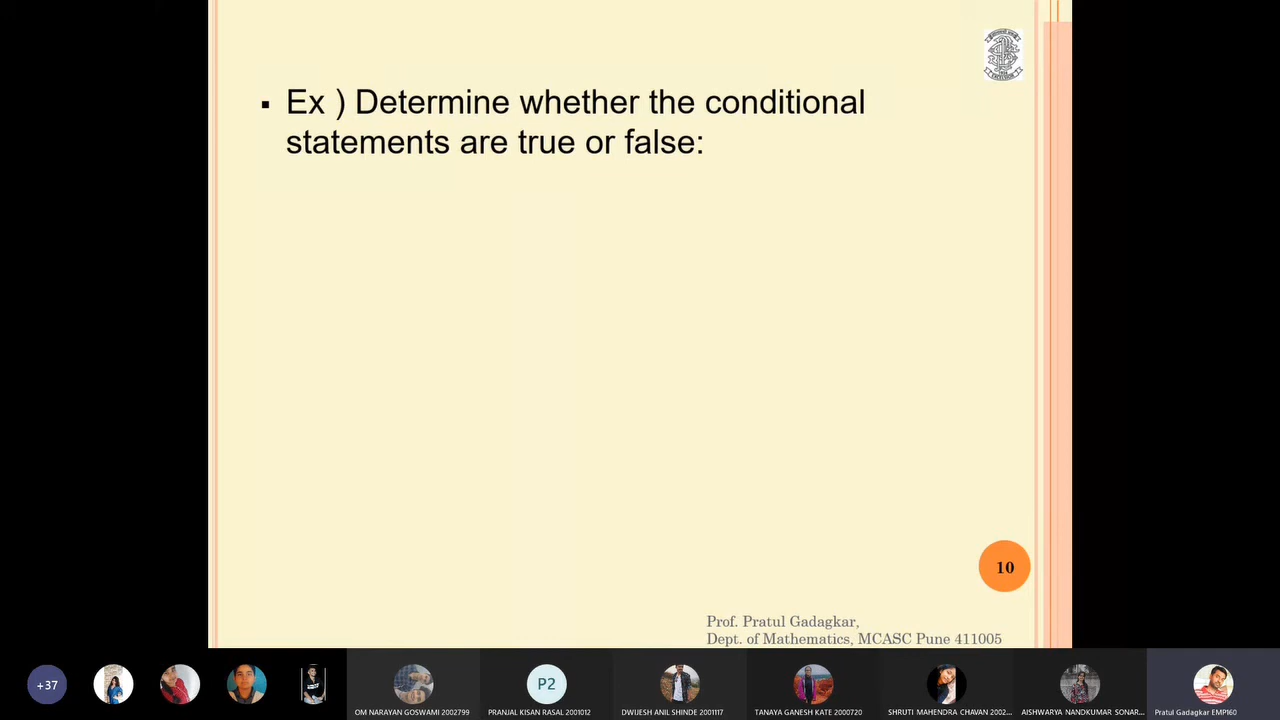 Ex ) Determine whether the conditional
statements are true or false:
10
Prof. Pratul Gadagkar,
Dept. of Mathematics, MCASC Pune 411005
+37
OM NARAYAN GOSWAMI 2002799
P2
PRANJAL KISAN RASAL 2001012
DWIJESH ANIL SHINDE 2001117
TANAYA GANESH KATE 2000720
SHRUTI MAHENDRA CHAVAN 2002...
AISHWARYA NANDKUMAR SONAR...
Pratul Gadagkar EMP160